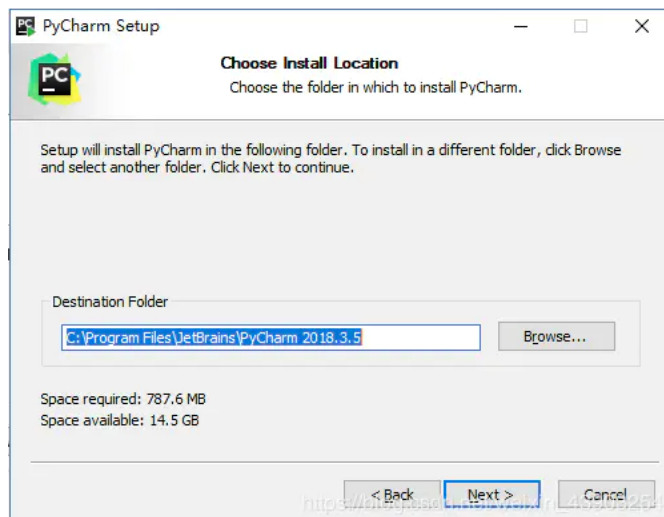 PyCharm Setup
PC
Choose Install Location
Choose the folder in which to install PyCharm.
Setup will install PyCharm in the following folder. To install in a different folder, click Browse
and select another folder. Click Next to continue.
Destination Folder
C:\Program Files\JetBrains\PyCharm 2018.3.5
Browse...
Space required: 787.6 MB
Space available: 14.5 GB
< Back
Next >
Cancel